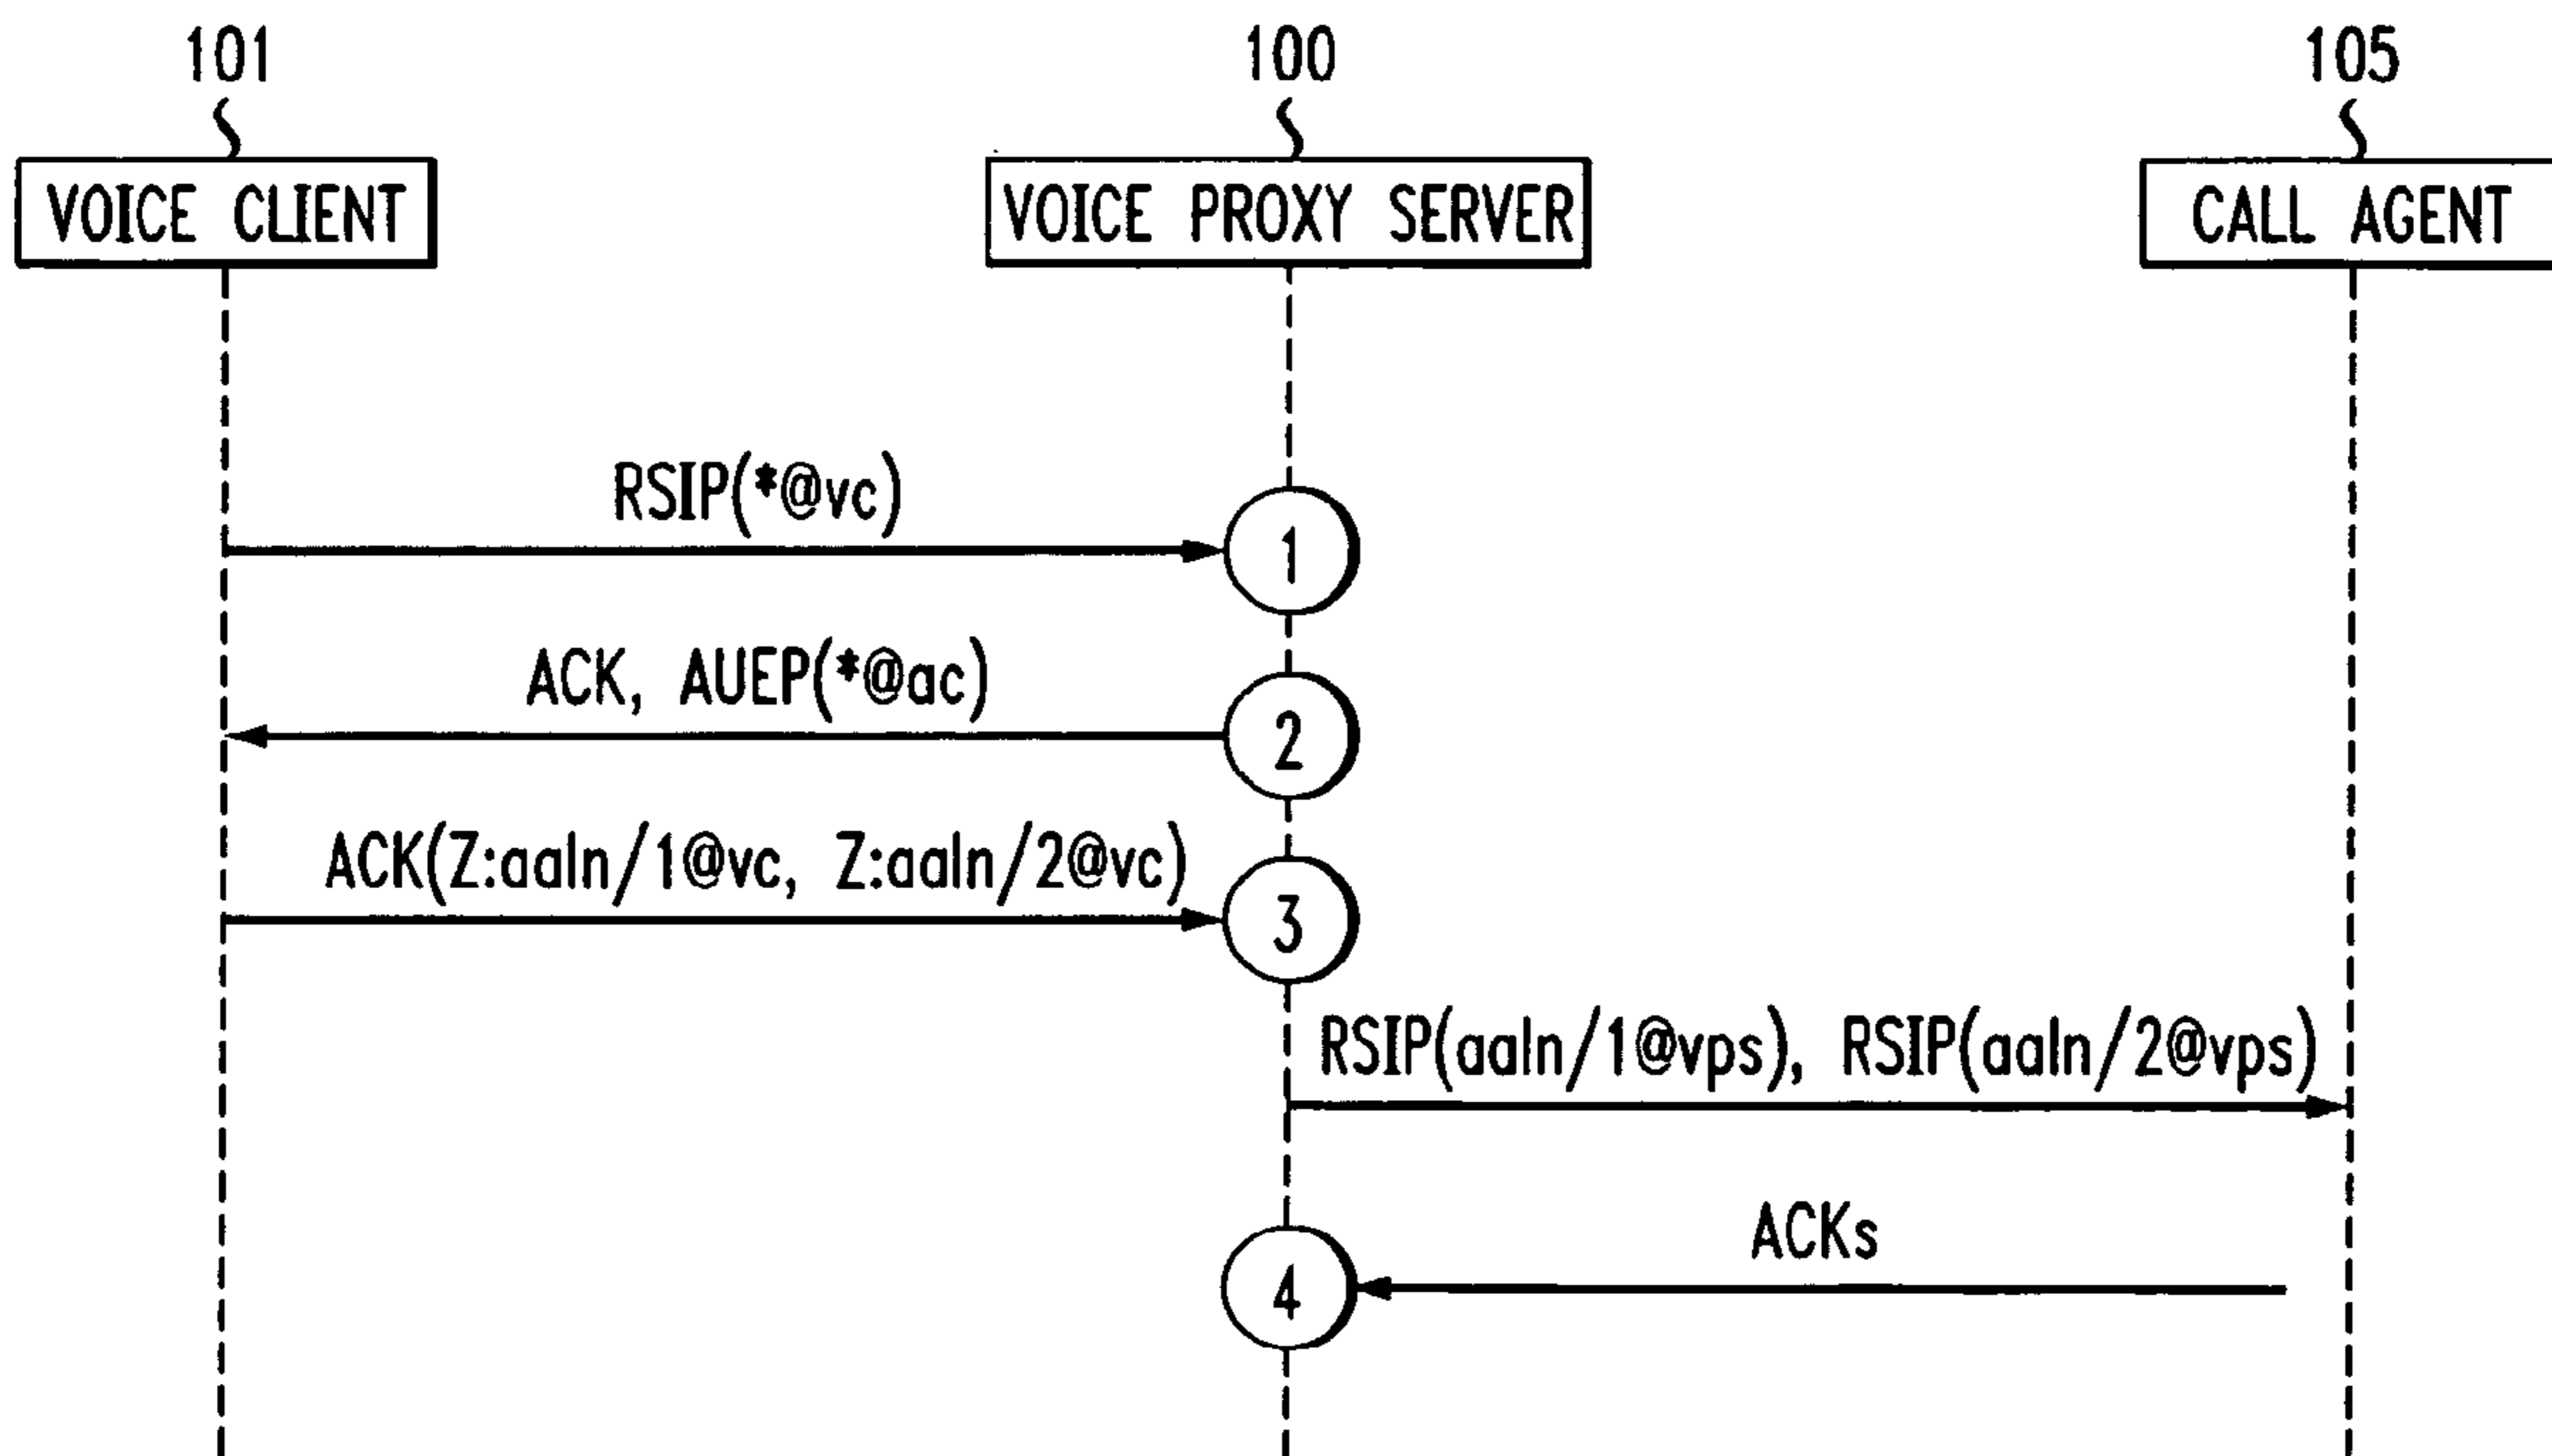 101 100 105
VOICE CLIENT VOICE PROXY SERVER CALL AGENT
RSIP(*@vc)
1
ACK, AUEP(*@ac)
2
ACK(Z:aaln/1@vc, Z:aaln/2@vc)
3
RSIP(aaln/1@vps), RSIP(aaln/2@vps)
ACKs
4